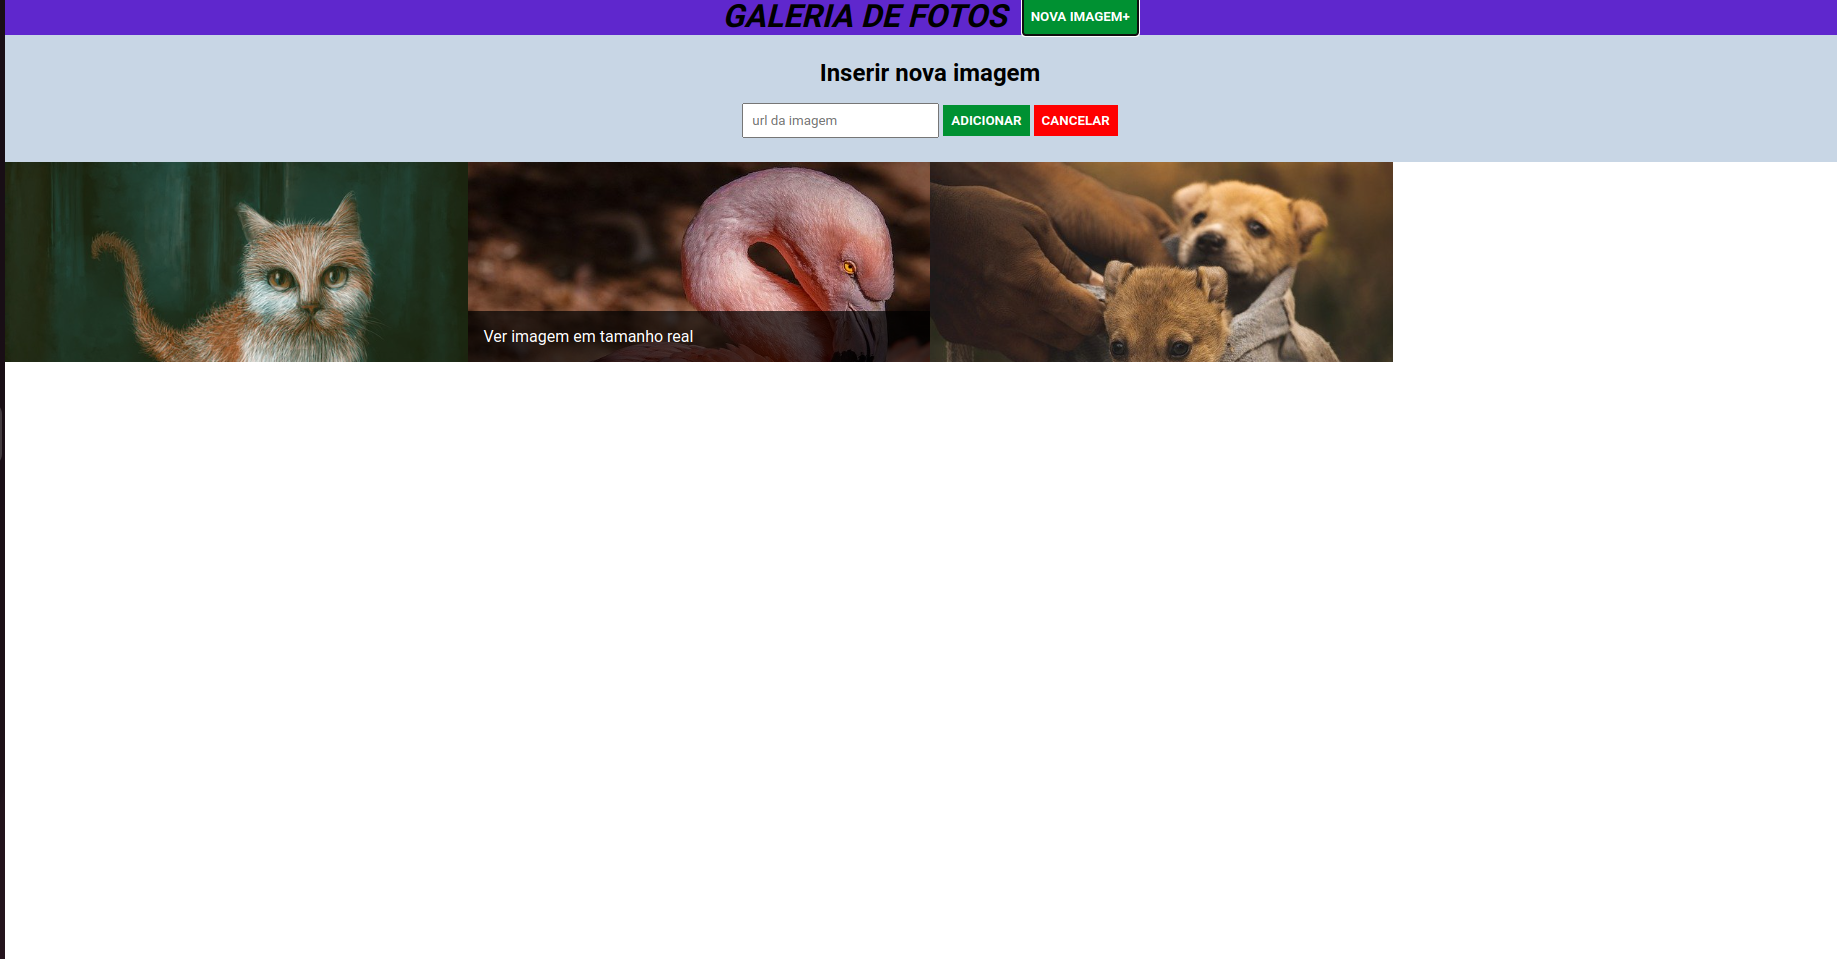 GALERIA DE FOTOS NOVA IMAGEM+
Inserir nova imagem
url da imagem ADICIONAR CANCELAR
Ver imagem em tamanho real